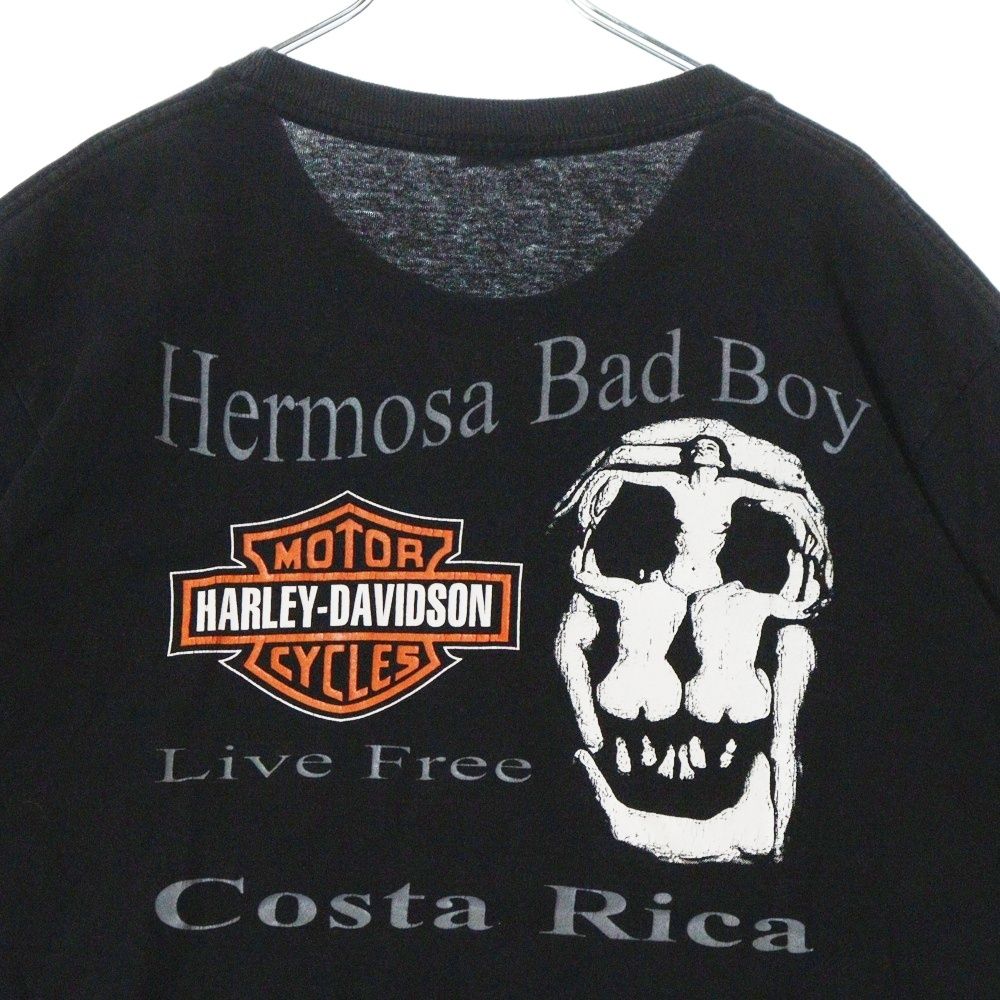 Hermosa Bad Boy
MOTOR
HARLEY-DAVIDSON
CYCLES
Live Free
Costa Rica